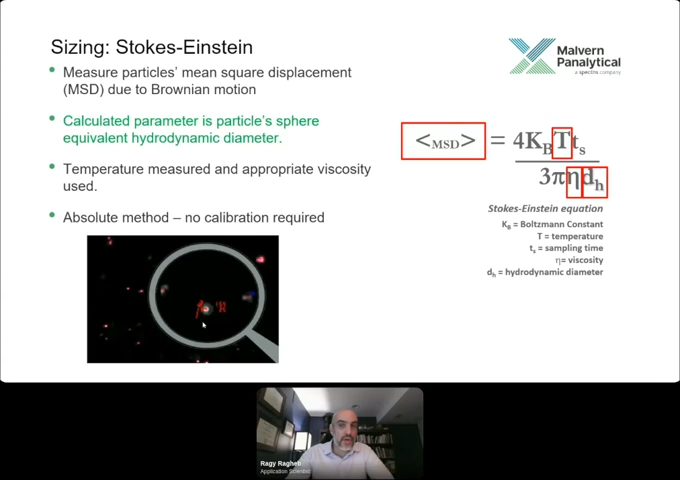 Sizing: Stokes-Einstein
Malvern
Panalytical
a spectris company
• Measure particles' mean square displacement
(MSD) due to Brownian motion
• Calculated parameter is particle's sphere
equivalent hydrodynamic diameter.
• Temperature measured and appropriate viscosity
used.
• Absolute method – no calibration required
<MSD> = 4KBTts
3πηdh
Stokes-Einstein equation
KB = Boltzmann Constant
T = temperature
ts = sampling time
η= viscosity
dh = hydrodynamic diameter
Ragy Ragheb
Application Scientist